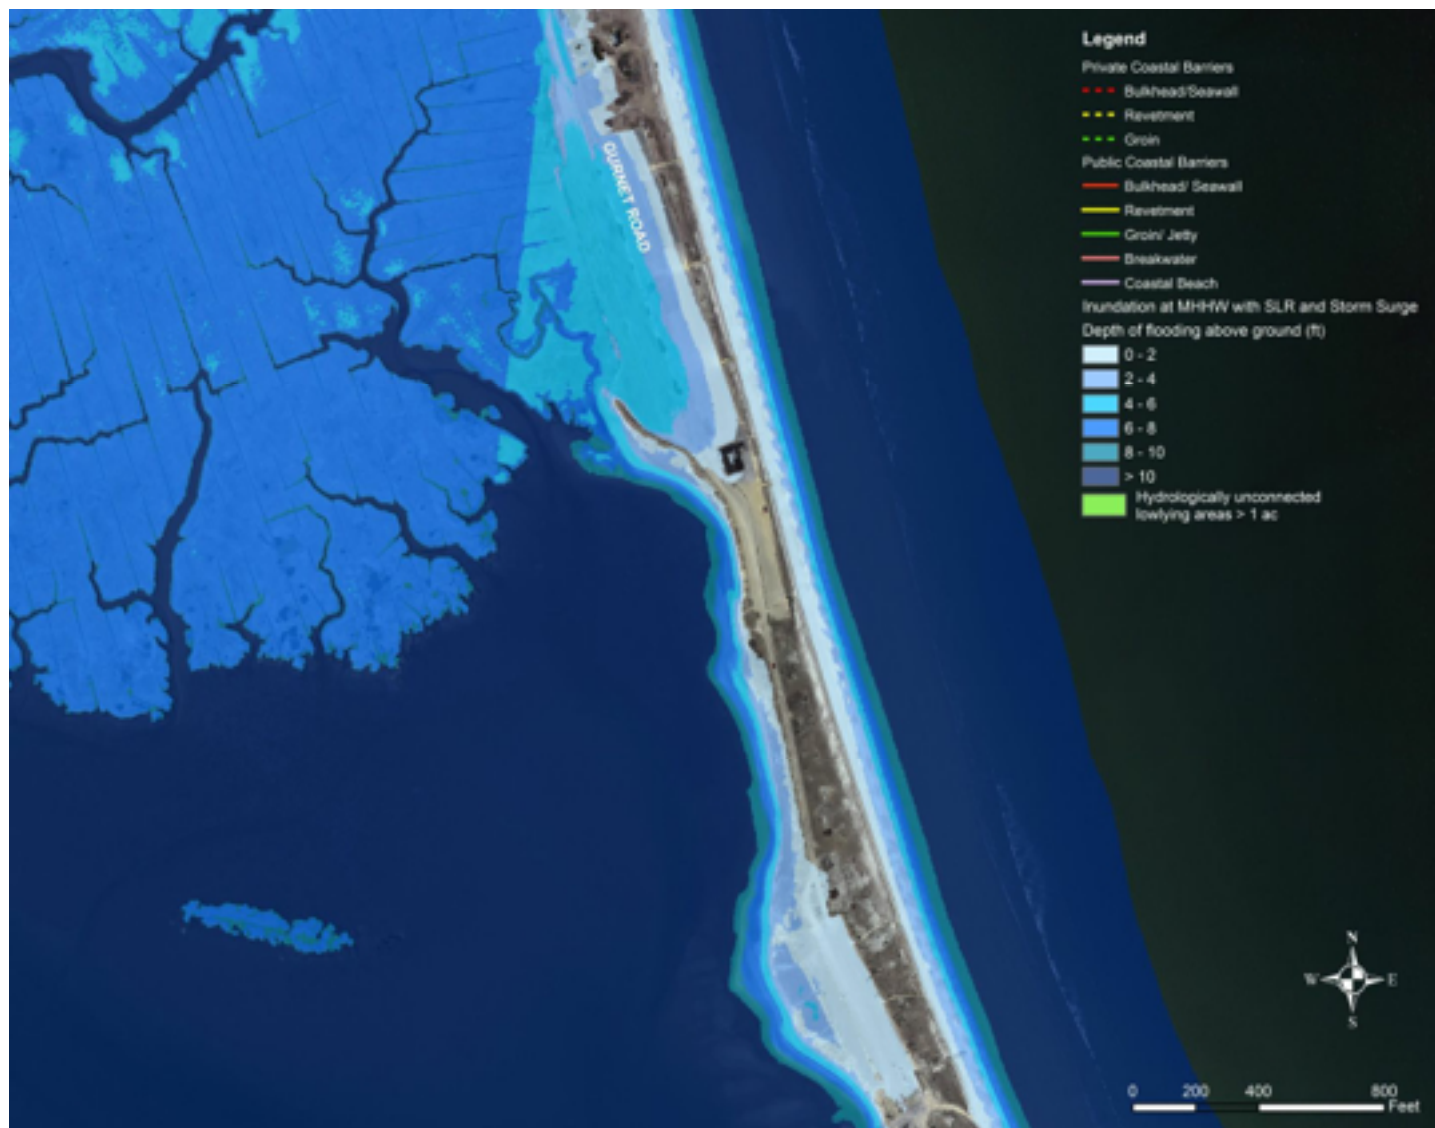 Legend
Private Coastal Barriers
Bulkhead/Seawall
Revetment
Groin
Public Coastal Barriers
Bulkhead/ Seawall
Revetment
Groin/ Jetty
Breakwater
Coastal Beach
Inundation at MHHW with SLR and Storm Surge
Depth of flooding above ground (ft)
0 - 2
2 - 4
4 - 6
6 - 8
8 - 10
> 10
Hydrologically unconnected
lowlying areas > 1 ac
GURNET ROAD
N
W E
S
0 200 400 800
Feet